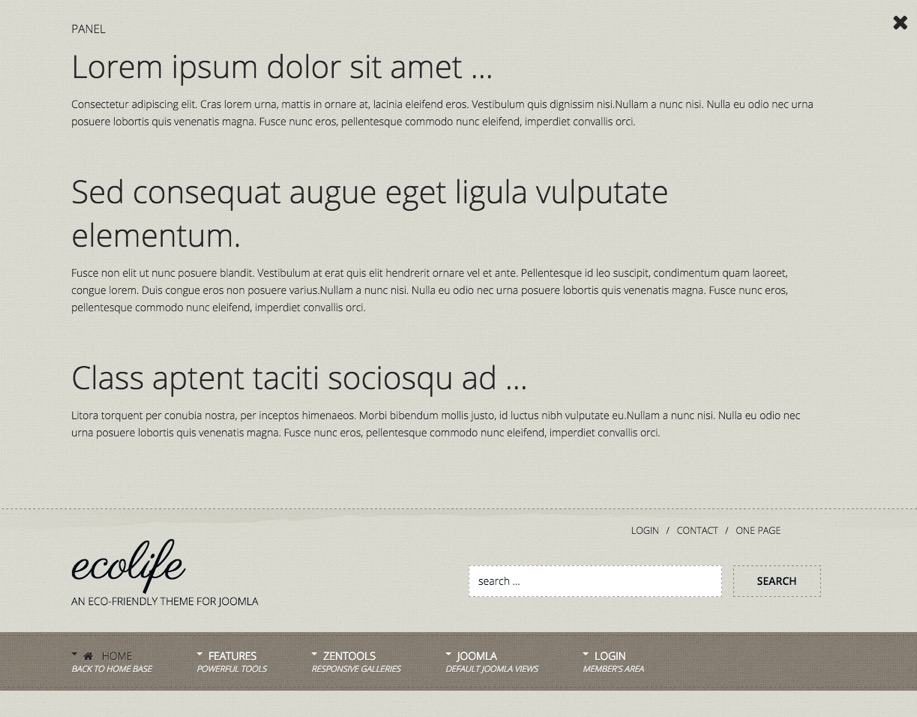 PANEL
Lorem ipsum dolor sit amet ...
Consectetur adipiscing elit. Cras lorem urna, mattis in ornare at, lacinia eleifend eros. Vestibulum quis dignissim nisi.Nullam a nunc nisi. Nulla eu odio nec urna
posuere lobortis quis venenatis magna. Fusce nunc eros, pellentesque commodo nunc eleifend, imperdiet convallis orci.
Sed consequat augue eget ligula vulputate
elementum.
Fusce non elit ut nunc posuere blandit. Vestibulum at erat quis elit hendrerit ornare vel et ante. Pellentesque id leo suscipit, condimentum quam laoreet,
congue lorem. Duis congue eros non posuere varius.Nullam a nunc nisi. Nulla eu odio nec urna posuere lobortis quis venenatis magna. Fusce nunc eros,
pellentesque commodo nunc eleifend, imperdiet convallis orci.
Class aptent taciti sociosqu ad ...
Litora torquent per conubia nostra, per inceptos himenaeos. Morbi bibendum mollis justo, id luctus nibh vulputate eu.Nullam a nunc nisi. Nulla eu odio nec
urna posuere lobortis quis venenatis magna. Fusce nunc eros, pellentesque commodo nunc eleifend, imperdiet convallis orci.
LOGIN / CONTACT / ONE PAGE
ecolife
AN ECO-FRIENDLY THEME FOR JOOMLA
search ... SEARCH
HOME FEATURES ZENTOOLS JOOMLA LOGIN
BACK TO HOME BASE POWERFUL TOOLS RESPONSIVE GALLERIES DEFAULT JOOMLA VIEWS MEMBER'S AREA